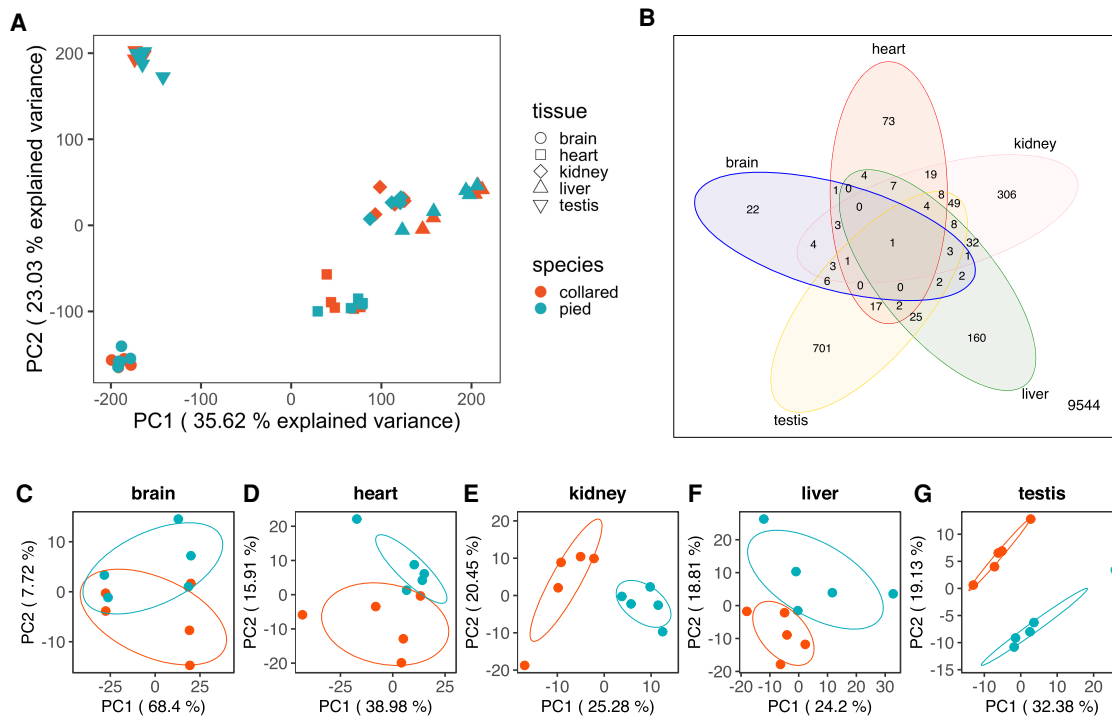 A
PC2 ( 23.03 % explained variance)
200
100
0
-100
-200
-100
0
100
200
PC1 ( 35.62 % explained variance)
tissue
brain
heart
kidney
liver
testis
species
collared
pied
B
heart
kidney
brain
liver
testis
73
4
7
19
8
49
306
1
0
0
4
22
3
8
4
1
32
3
1
3
1
2
6
0
0
2
17
2
25
701
160
9544
C
brain
PC2 ( 7.72 %)
10
0
-10
-25
0
25
PC1 ( 68.4 %)
D
heart
PC2 ( 15.91 %)
20
10
0
-10
-20
-25
0
25
PC1 ( 38.98 %)
E
kidney
PC2 ( 20.45 %)
20
10
0
-10
-20
-10
0
10
PC1 ( 25.28 %)
F
liver
PC2 ( 18.81 %)
20
10
0
-10
-20
-20
-10
0
10
20
30
PC1 ( 24.2 %)
G
testis
PC2 ( 19.13 %)
10
5
0
-5
-10
-15
-10
0
10
20
PC1 ( 32.38 %)